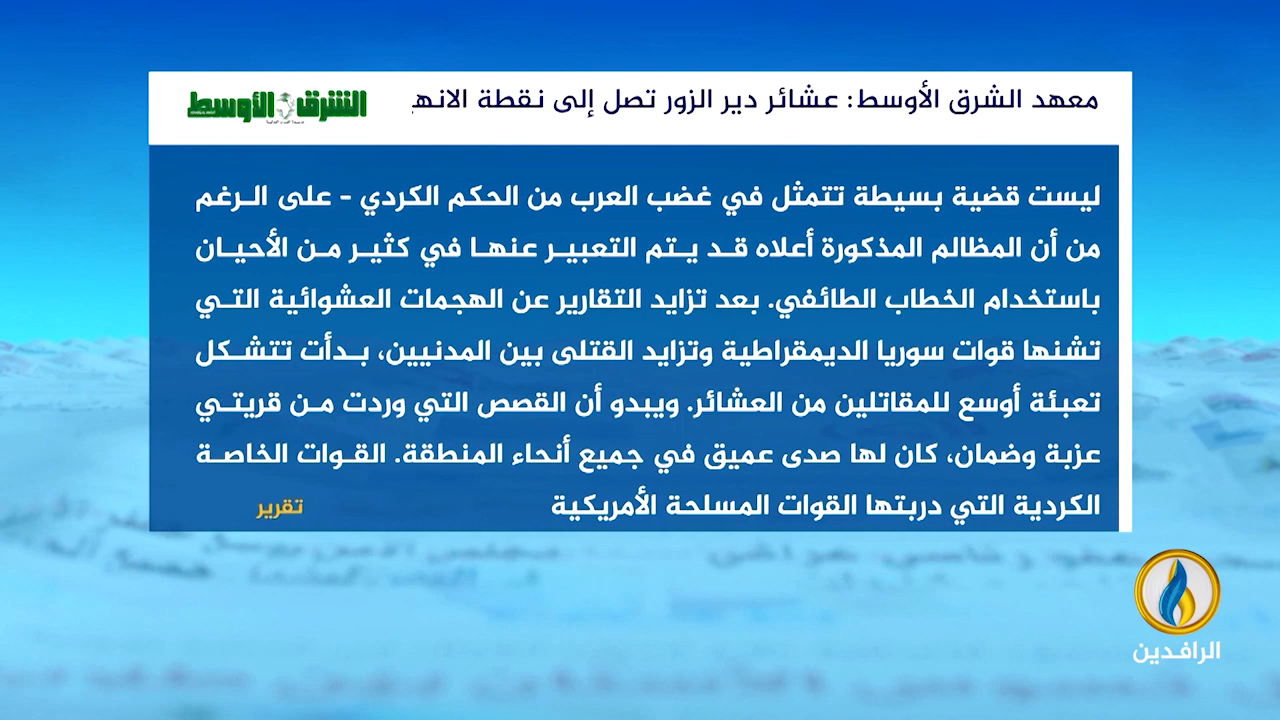 معهد الشرق الأوسط: عشائر دير الزور تصل إلى نقطة
الشرق الأوسط
ليست قضية بسيطة تتمثل في غضب العرب من الحكم الكردي - على الرغم
من أن المظالم المذكورة أعلاه قد يتم التعبير عنها في كثير من الأحيان
باستخدام الخطاب الطائفي. بعد تزايد التقارير عن الهجمات العشوائية التي
تشنها قوات سوريا الديمقراطية وتزايد القتلى بين المدنيين، بدأت تتشكل
تعبئة أوسع للمقاتلين من العشائر. ويبدو أن القصص التي وردت من قريتي
عزبة وضمان، كان لها صدى عميق في جميع أنحاء المنطقة. القوات الخاصة
الكردية التي دربتها القوات المسلحة الأمريكية
تقرير
الرافدين